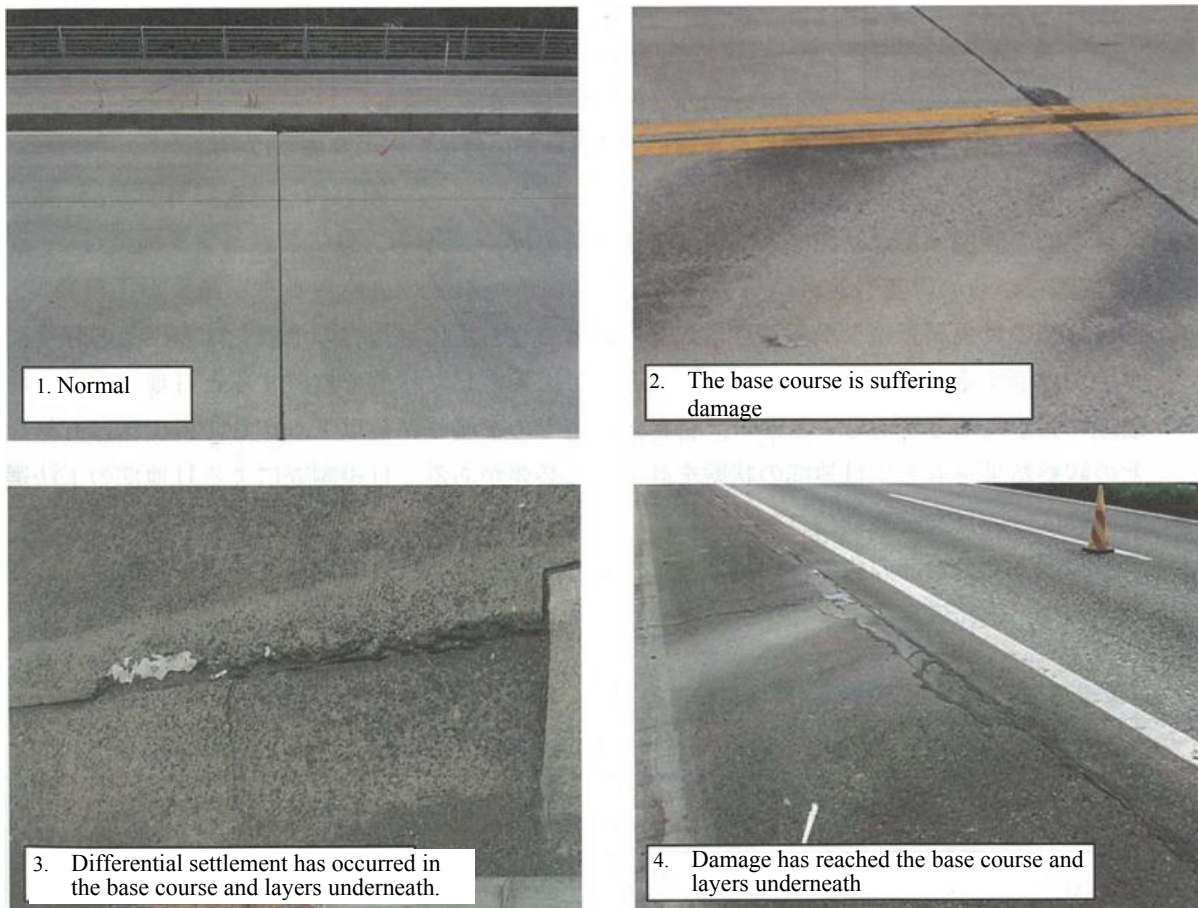 1. Normal
2. The base course is suffering
damage
3. Differential settlement has occurred in
the base course and layers underneath.
4. Damage has reached the base course and
layers underneath